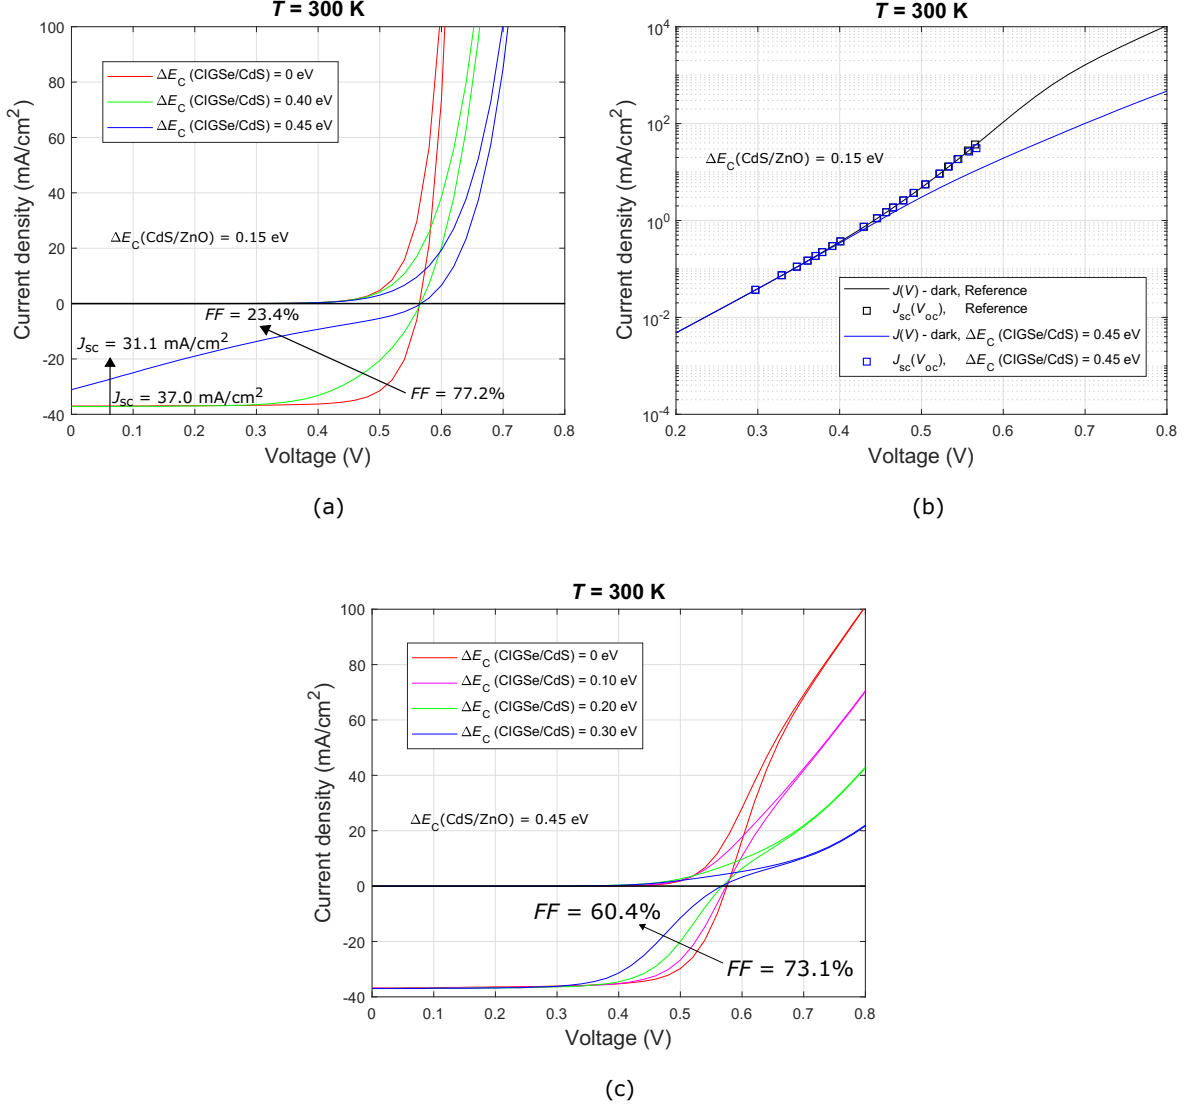 T = 300 K
Current density (mA/cm2)
100
80
60
40
20
0
-20
-40
ΔEC (CIGSe/CdS) = 0 eV
ΔEC (CIGSe/CdS) = 0.40 eV
ΔEC (CIGSe/CdS) = 0.45 eV
ΔEC(CdS/ZnO) = 0.15 eV
FF = 23.4%
Jsc = 31.1 mA/cm2
Jsc = 37.0 mA/cm2
FF = 77.2%
0 0.1 0.2 0.3 0.4 0.5 0.6 0.7 0.8
Voltage (V)
(a)
T = 300 K
Current density (mA/cm2)
104
102
100
10-2
10-4
ΔEC(CdS/ZnO) = 0.15 eV
J(V) - dark, Reference
Jsc(Voc), Reference
J(V) - dark, ΔEC (CIGSe/CdS) = 0.45 eV
Jsc(Voc), ΔEC (CIGSe/CdS) = 0.45 eV
0.2 0.3 0.4 0.5 0.6 0.7 0.8
Voltage (V)
(b)
T = 300 K
Current density (mA/cm2)
100
80
60
40
20
0
-20
-40
ΔEC (CIGSe/CdS) = 0 eV
ΔEC (CIGSe/CdS) = 0.10 eV
ΔEC (CIGSe/CdS) = 0.20 eV
ΔEC (CIGSe/CdS) = 0.30 eV
ΔEC(CdS/ZnO) = 0.45 eV
FF = 60.4%
FF = 73.1%
0 0.1 0.2 0.3 0.4 0.5 0.6 0.7 0.8
Voltage (V)
(c)